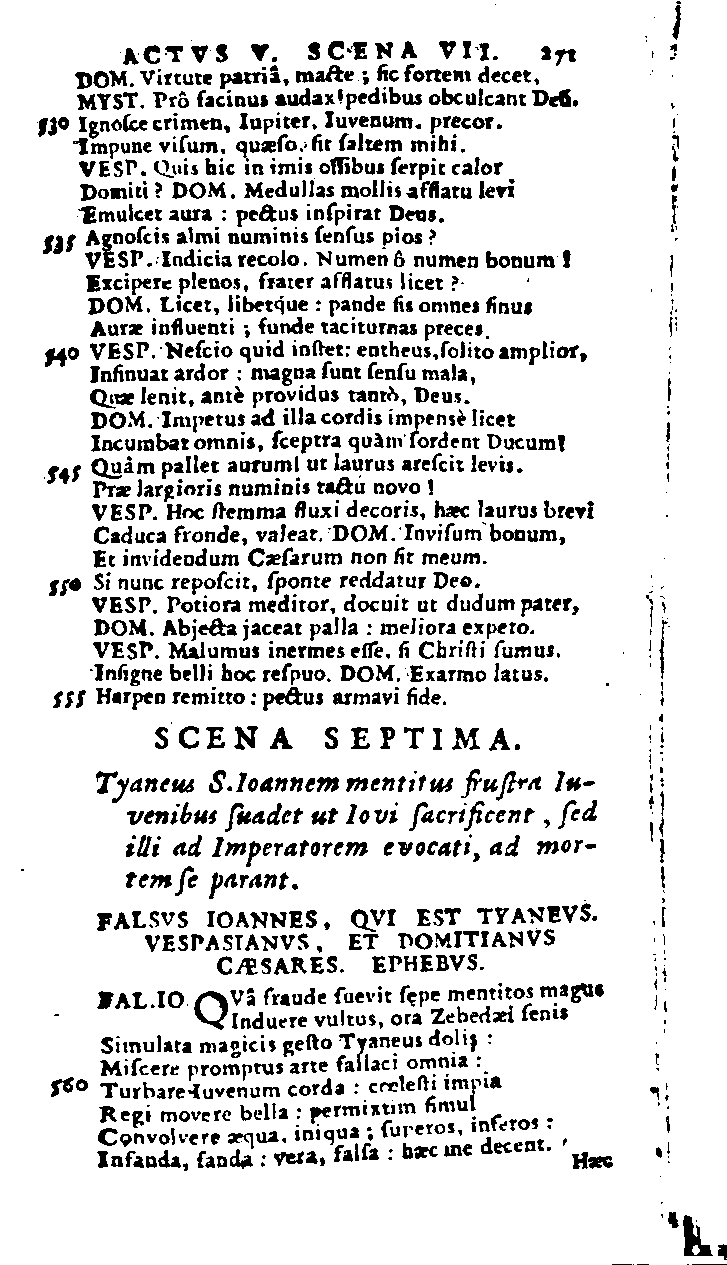 ACTVS V. SCENA VII. 271
DOM. Virtute patriâ, macte ; sic fortem decet,
MYST. Prô facinus audax! pedibus obculcant Deû.
530 Ignosce crimen, Iupiter, Iuvenum. precor.
Impune visum, quæso, sit saltem mihi.
VESP. Quis hic in imis ossibus serpit calor
Domiti ? DOM. Medullas mollis afflatu levi
Emulcet aura : pectus inspirat Deus.
535 Agnoscis almi numinis sensus pios ?
VESP. Indicia recolo. Numen ô numen bonum !
Excipere plenos, frater afflatus licet ?
DOM. Licet, libetque : pande sis omnes sinus
Auræ influenti ; funde taciturnas preces.
540 VESP. Nescio quid instet: entheus, solito amplior,
Insinuat ardor : magna sunt sensu mala,
Quæ lenit, antè providus tantò, Deus.
DOM. Impetus ad illa cordis impensè licet
Incumbat omnis, sceptra quàm sordent Ducum!
545 Quàm pallet aurum! ut laurus arescit levis.
Præ largioris numinis tactu novo !
VESP. Hoc stemma fluxi decoris, hæc laurus brevi
Caduca fronde, valeat. DOM. Invisum bonum,
Et invidendum Cæsarum non sit meum.
550 Si nunc reposcit, sponte reddatur Deo.
VESP. Potiora meditor, docuit ut dudum pater,
DOM. Abjecta jaceat palla : meliora expeto.
VESP. Malumus inermes esse, si Christi sumus.
Insigne belli hoc respuo. DOM. Exarmo latus.
555 Harpen remitto : pectus armavi fide.
SCENA SEPTIMA.
Tyaneus S. Ioannem mentitus frustra Iu-
venibus suadet ut Iovi sacrificent , sed
illi ad Imperatorem evocati, ad mor-
tem se parant.
FALSVS IOANNES, QVI EST TYANEVS.
VESPASIANVS, ET DOMITIANVS
CÆSARES. EPHEBVS.
FAL.IO. QVâ fraude suevit sępe mentitos magus
Induere vultus, ora Zebedæi senis
Simulata magicis gesto Tyaneus dolis :
Miscere promptus arte fallaci omnia :
560 Turbare Iuvenum corda : cœlesti impia
Regi movere bella : permixtim simul
Convolvere æqua, iniqua ; superos, inferos :
Infanda, fanda : vera, falsa : hæc me decent.
Hæc